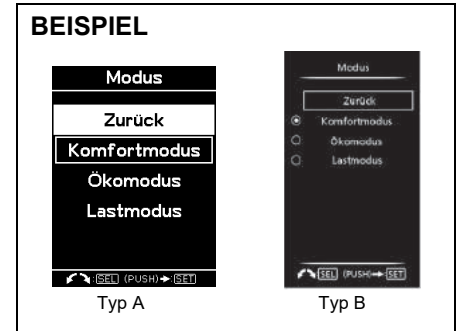 BEISPIEL
Modus
Zurück
Komfortmodus
Ökomodus
Lastmodus
:SEL (PUSH)➔:SET
Typ A
Modus
Zurück
Komfortmodus
Ökomodus
Lastmodus
SEL (PUSH)➔ SET
Typ B